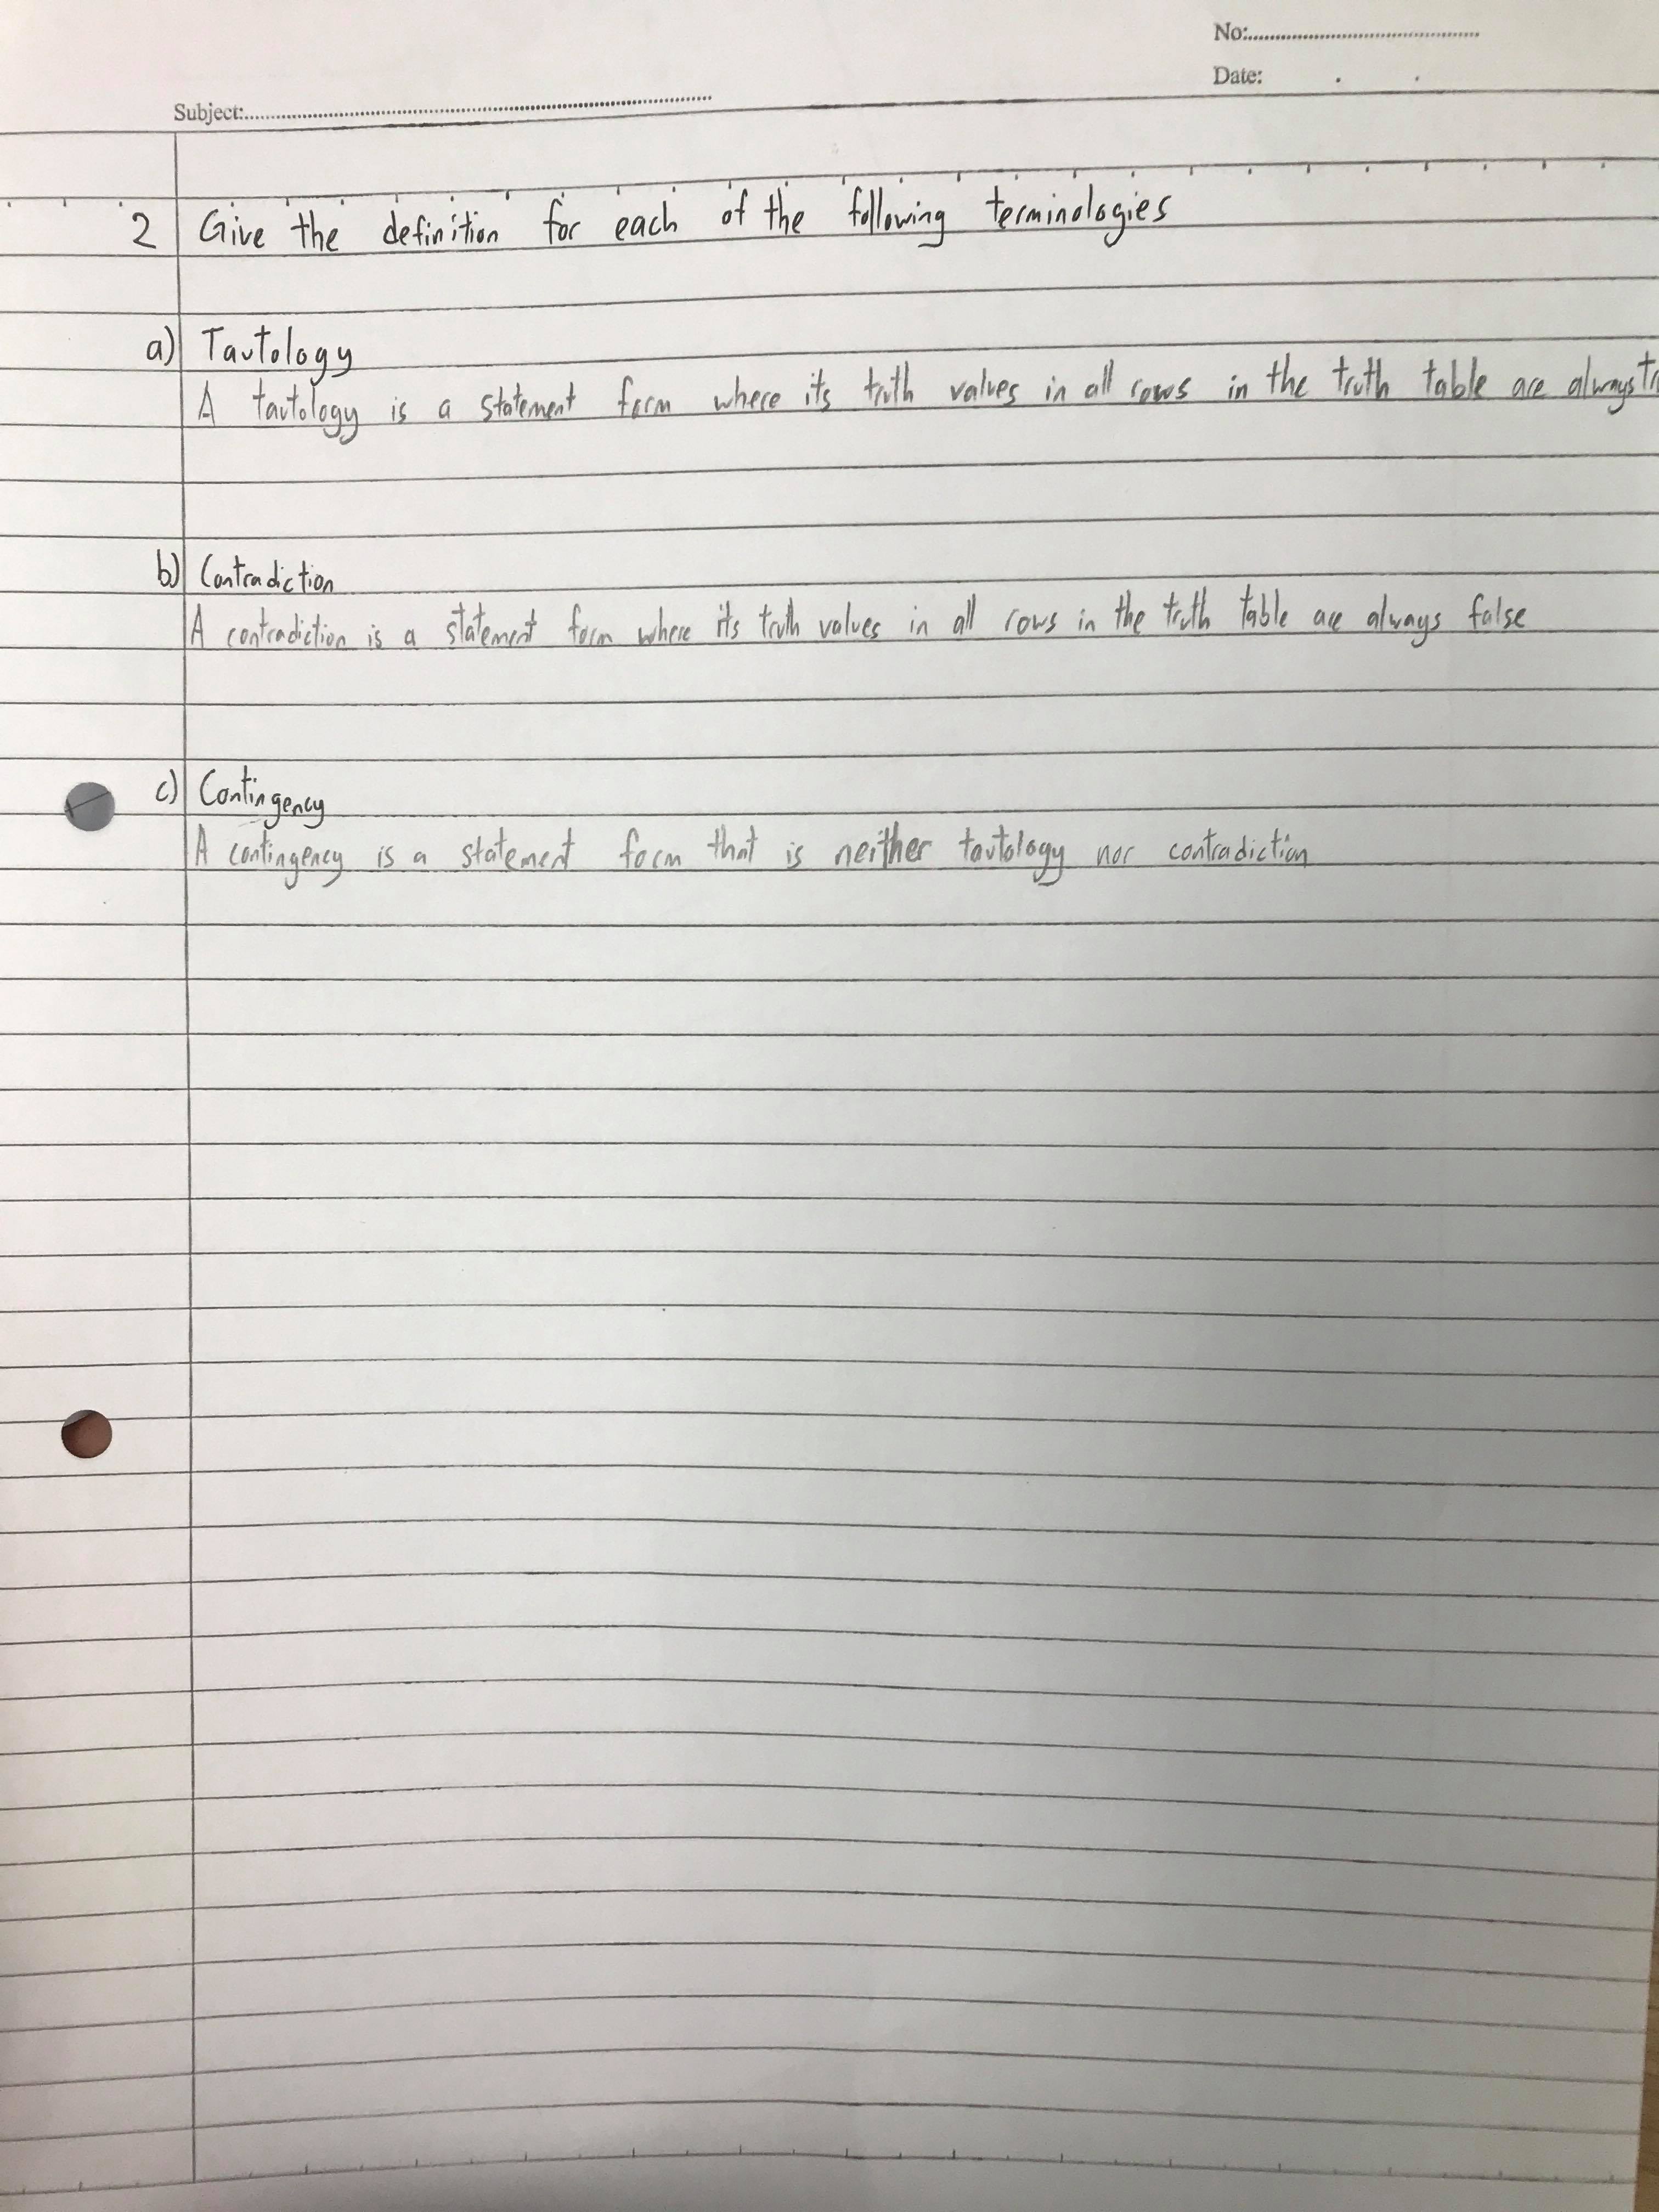 No:
Date:
Subject:
2 Give the definition for each of the following terminologies
a) Tautology
A tautology is a statement form where its truth values in all rows in the truth table are always
b) Contradiction
A contradiction is a statement form where its truth values in all rows in the truth table are always false
c) Contingency
A contingency is a statement form that is neither tautology nor contradiction